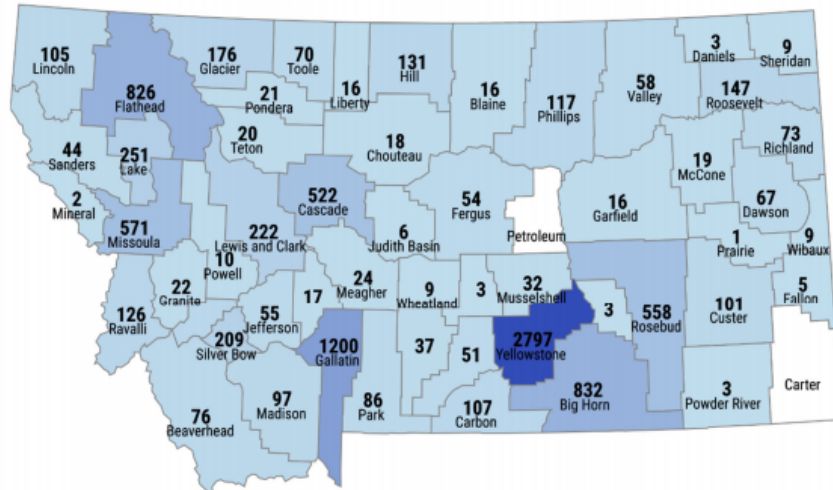 105
Lincoln
826
Flathead
176
Glacier
70
Toole
16
Liberty
131
Hill
16
Blaine
117
Phillips
58
Valley
3
Daniels
9
Sheridan
147
Roosevelt
21
Pondera
20
Teton
18
Chouteau
73
Richland
19
McCone
44
Sanders
251
Lake
2
Mineral
571
Missoula
522
Cascade
222
Lewis and Clark
6
Judith Basin
54
Fergus
Petroleum
16
Garfield
67
Dawson
1
Prairie
9
Wibaux
10
Powell
22
Granite
24
Meagher
9
Wheatland
3
32
Musselshell
3
558
Rosebud
101
Custer
5
Fallon
126
Ravalli
209
Silver Bow
55
Jefferson
17
1200
Gallatin
37
51
2797
Yellowstone
832
Big Horn
3
Powder River
Carter
76
Beaverhead
97
Madison
86
Park
107
Carbon